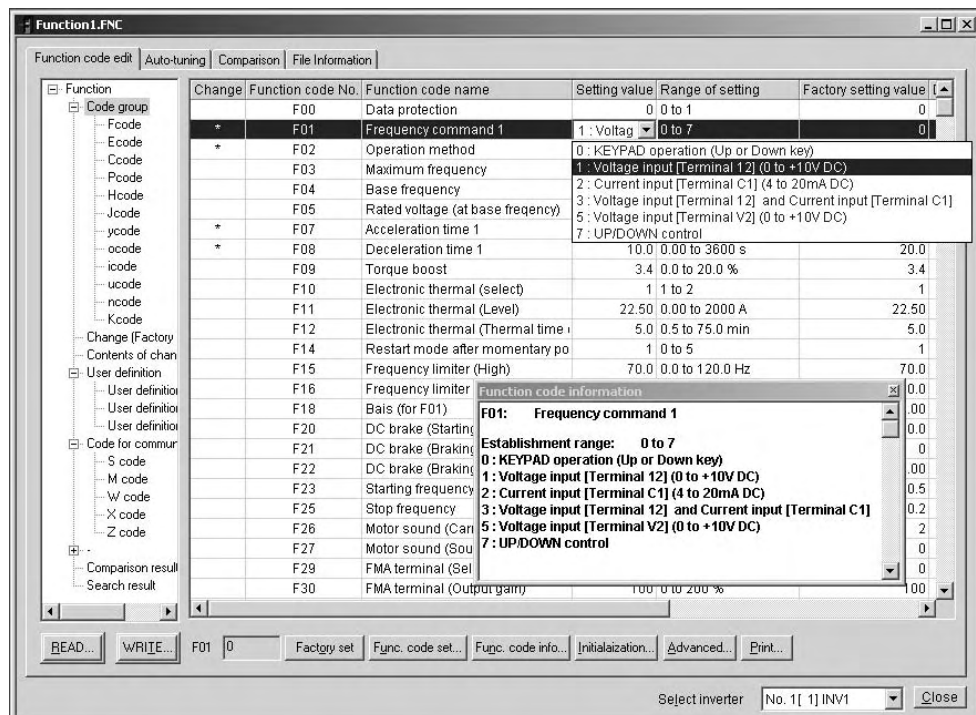 Function1.FNC
Function code edit Auto-tuning Comparison File Information
Function
Code group
Fcode
Ecode
Ccode
Pcode
Hcode
Jcode
ycode
ocode
icode
ucode
ncode
Kcode
Change (Factory
Contents of chan
User definition
User definition
User definition
User definition
Code for commur
S code
M code
W code
X code
Z code
-
Comparison result
Search result
Change Function code No. Function code name Setting value Range of setting Factory setting value
F00 Data protection 0 0 to 1 0
* F01 Frequency command 1 1 : Voltag 0 to 7 0
* F02 Operation method
F03 Maximum frequency
F04 Base frequency
F05 Rated voltage (at base freqency)
* F07 Acceleration time 1
* F08 Deceleration time 1 10.0 0.00 to 3600 s 20.0
F09 Torque boost 3.4 0.0 to 20.0 % 3.4
F10 Electronic thermal (select) 1 1 to 2 1
F11 Electronic thermal (Level) 22.50 0.00 to 2000 A 22.50
F12 Electronic thermal (Thermal time 5.0 0.5 to 75.0 min 5.0
F14 Restart mode after momentary po 1 0 to 5 1
F15 Frequency limiter (High) 70.0 0.0 to 120.0 Hz 70.0
F16 Frequency limiter 0.0
F18 Bais (for F01) .00
F20 DC brake (Starting 0.0
F21 DC brake (Braking 0
F22 DC brake (Braking .00
F23 Starting frequency 0.5
F25 Stop frequency 0.2
F26 Motor sound (Carr 2
F27 Motor sound (Sou 0
F29 FMA terminal (Sel 0
F30 FMA terminal (Output gain) 100 0 to 200 % 100
0 : KEYPAD operation (Up or Down key)
1 : Voltage input [Terminal 12] (0 to +10V DC)
2 : Current input [Terminal C1] (4 to 20mA DC)
3 : Voltage input [Terminal 12] and Current input [Terminal C1]
5 : Voltage input [Terminal V2] (0 to +10V DC)
7 : UP/DOWN control
Function code information
F01: Frequency command 1
Establishment range: 0 to 7
0 : KEYPAD operation (Up or Down key)
1 : Voltage input [Terminal 12] (0 to +10V DC)
2 : Current input [Terminal C1] (4 to 20mA DC)
3 : Voltage input [Terminal 12] and Current input [Terminal C1]
5 : Voltage input [Terminal V2] (0 to +10V DC)
7 : UP/DOWN control
READ... WRITE... F01 0 Factory set Func. code set... Func. code info... Initialaization... Advanced... Print...
Select inverter No. 1[ 1] INV1 Close